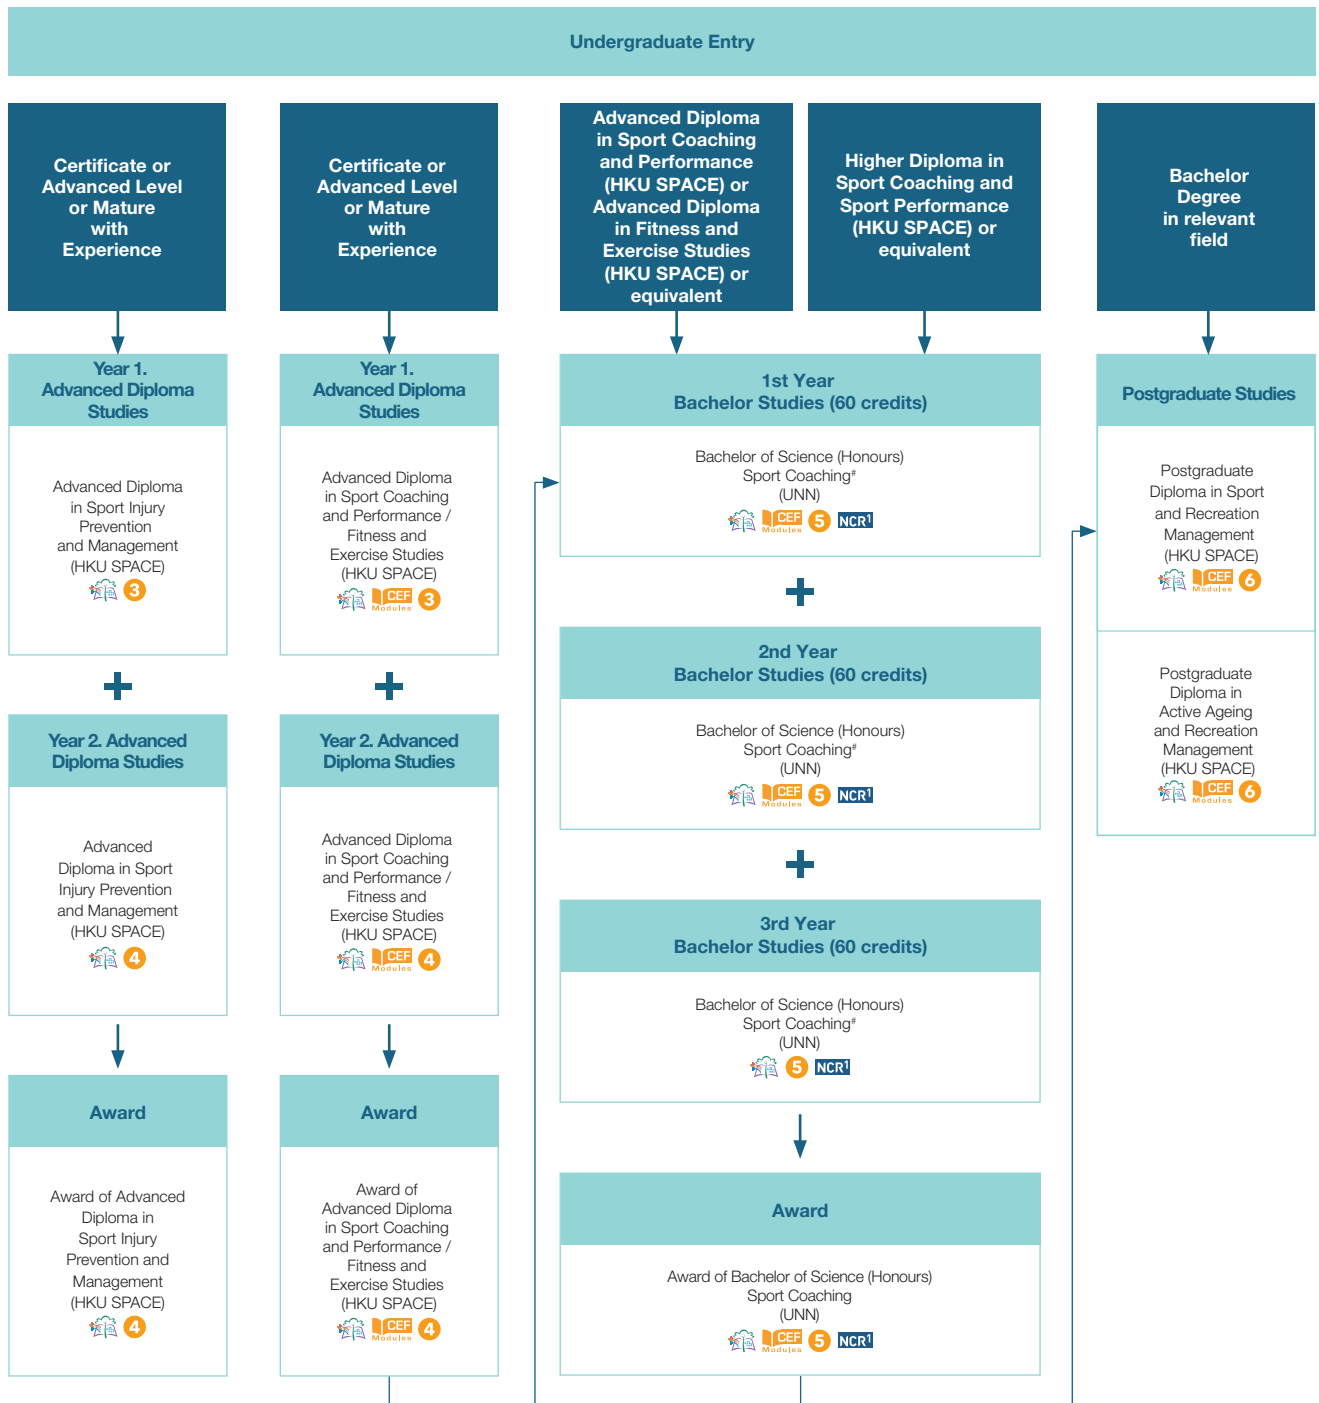 Undergraduate Entry
Certificate or
Advanced Level
or Mature
with
Experience
Certificate or
Advanced Level
or Mature
with
Experience
Advanced Diploma
in Sport Coaching
and Performance
(HKU SPACE) or
Advanced Diploma
in Fitness and
Exercise Studies
(HKU SPACE) or
equivalent
Higher Diploma in
Sport Coaching and
Sport Performance
(HKU SPACE) or
equivalent
Bachelor
Degree
in relevant
field
Year 1.
Advanced Diploma
Studies
Advanced Diploma
in Sport Injury
Prevention
and Management
(HKU SPACE)
3
Year 2. Advanced
Diploma Studies
Advanced
Diploma in Sport
Injury Prevention
and Management
(HKU SPACE)
4
Award
Award of Advanced
Diploma in
Sport Injury
Prevention and
Management
(HKU SPACE)
4
Year 1.
Advanced Diploma
Studies
Advanced Diploma
in Sport Coaching
and Performance /
Fitness and
Exercise Studies
(HKU SPACE)
CEF 3
Modules
Year 2. Advanced
Diploma Studies
Advanced Diploma
in Sport Coaching
and Performance /
Fitness and
Exercise Studies
(HKU SPACE)
CEF 4
Modules
Award
Award of
Advanced Diploma
in Sport Coaching
and Performance /
Fitness and
Exercise Studies
(HKU SPACE)
CEF 4
Modules
1st Year
Bachelor Studies (60 credits)
Bachelor of Science (Honours)
Sport Coaching#
(UNN)
CEF 5 NCR1
Modules
2nd Year
Bachelor Studies (60 credits)
Bachelor of Science (Honours)
Sport Coaching#
(UNN)
CEF 5 NCR1
Modules
3rd Year
Bachelor Studies (60 credits)
Bachelor of Science (Honours)
Sport Coaching#
(UNN)
5 NCR1
Award
Award of Bachelor of Science (Honours)
Sport Coaching
(UNN)
CEF 5 NCR1
Modules
Postgraduate Studies
Postgraduate
Diploma in Sport
and Recreation
Management
(HKU SPACE)
CEF 6
Modules
Postgraduate
Diploma in
Active Ageing
and Recreation
Management
(HKU SPACE)
CEF 6
Modules